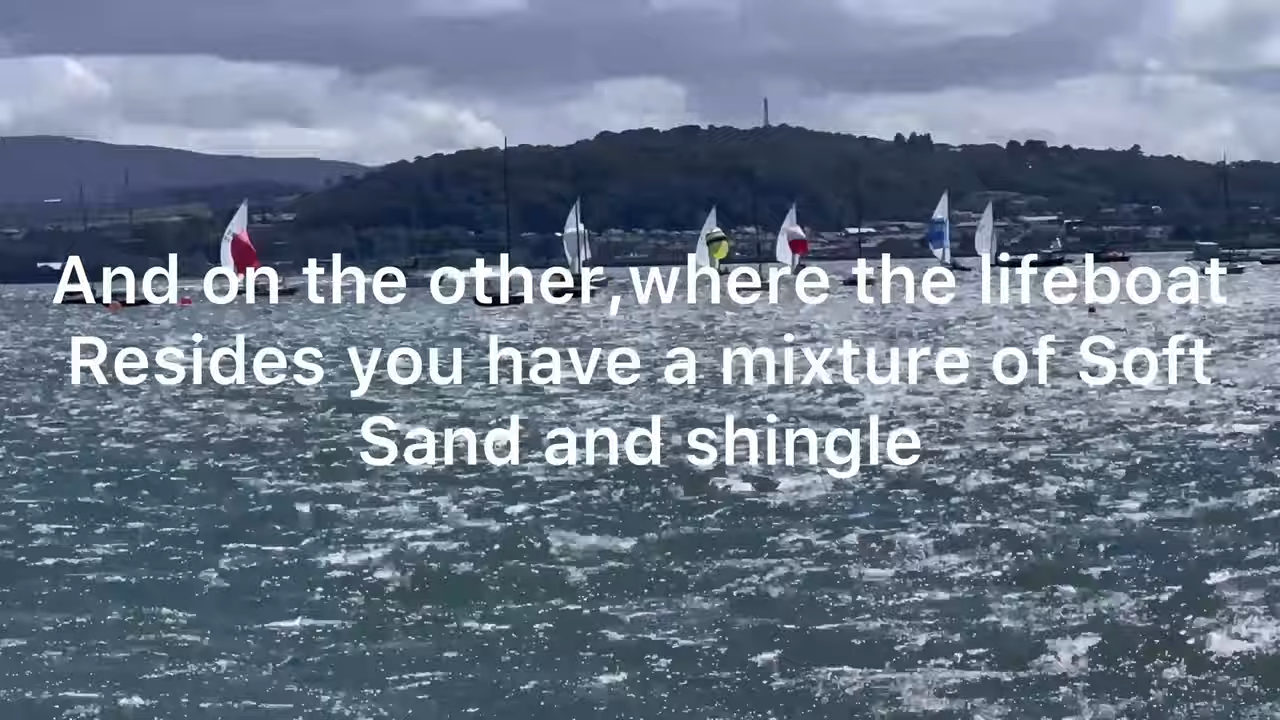 And on the other,where the lifeboat
Resides you have a mixture of Soft
Sand and shingle